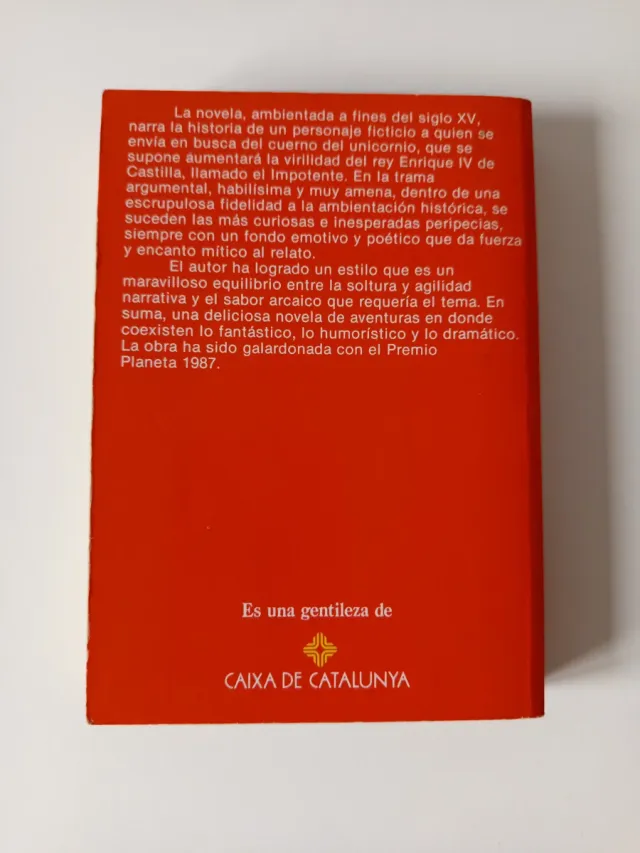 La novela, ambientada a fines del siglo XV,
narra la historia de un personaje ficticio a quien se
envía en busca del cuerno del unicornio, que se
supone aumentará la virilidad del rey Enrique IV de
Castilla, llamado el Impotente. En la trama
argumental, habilísima y muy amena, dentro de una
escrupulosa fidelidad a la ambientación histórica, se
suceden las más curiosas e inesperadas peripecias,
siempre con un fondo emotivo y poético que da fuerza
y encanto mítico al relato.
El autor ha logrado un estilo que es un
maravilloso equilibrio entre la soltura y agilidad
narrativa y el sabor arcaico que requería el tema. En
suma, una deliciosa novela de aventuras en donde
coexisten lo fantástico, lo humorístico y lo dramático.
La obra ha sido galardonada con el Premio
Planeta 1987.
Es una gentileza de
CAIXA DE CATALUNYA